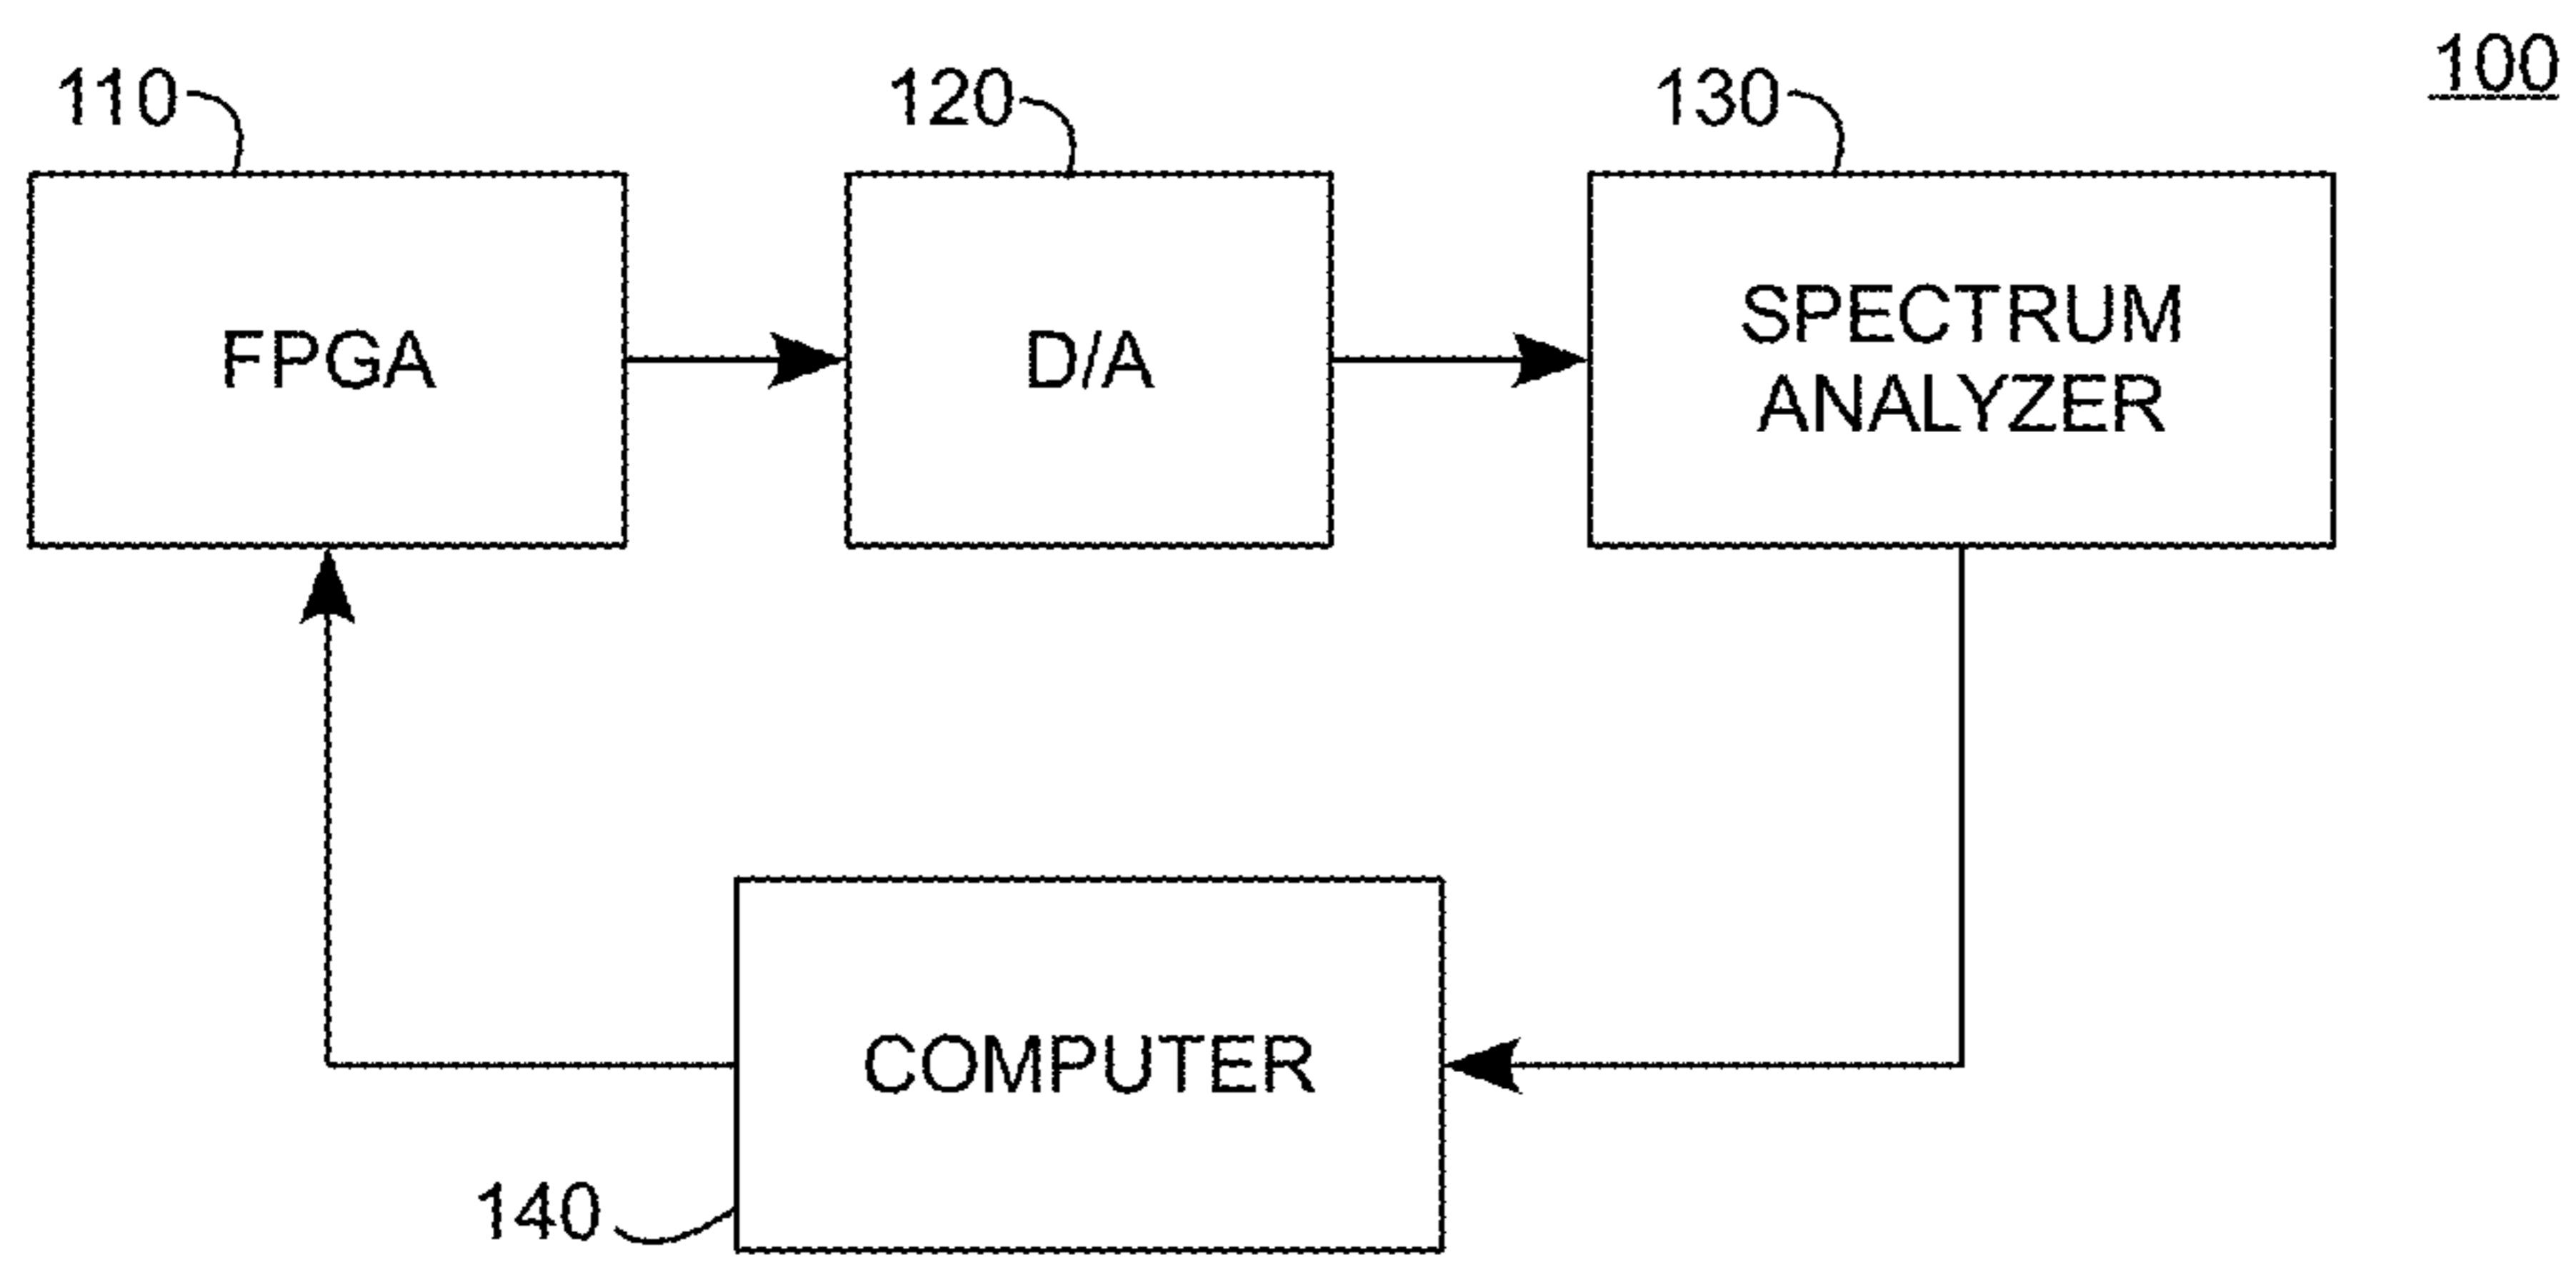 100
110
120
130
FPGA
D/A
SPECTRUM
ANALYZER
COMPUTER
140